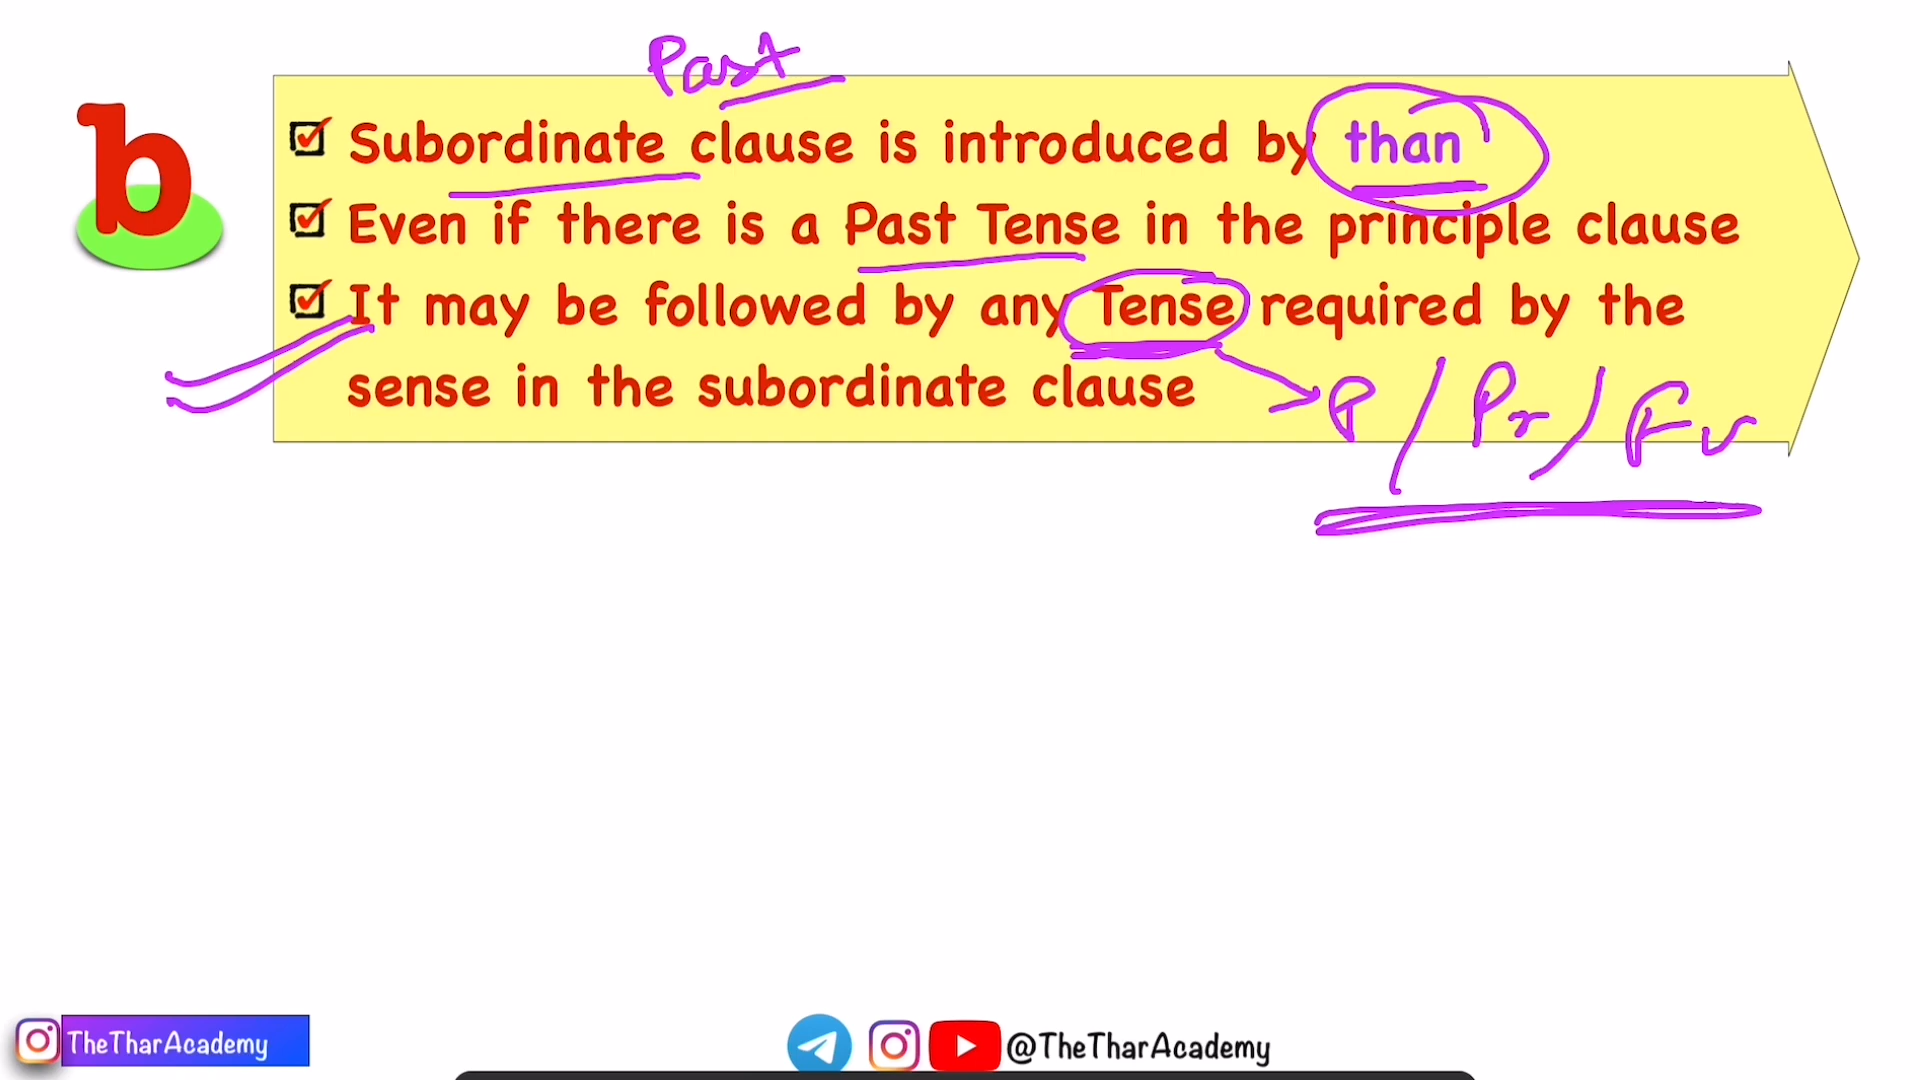 Past
b
Subordinate clause is introduced by than
Even if there is a Past Tense in the principle clause
It may be followed by any Tense required by the
sense in the subordinate clause
P / Pr / Fu
TheTharAcademy
@TheTharAcademy